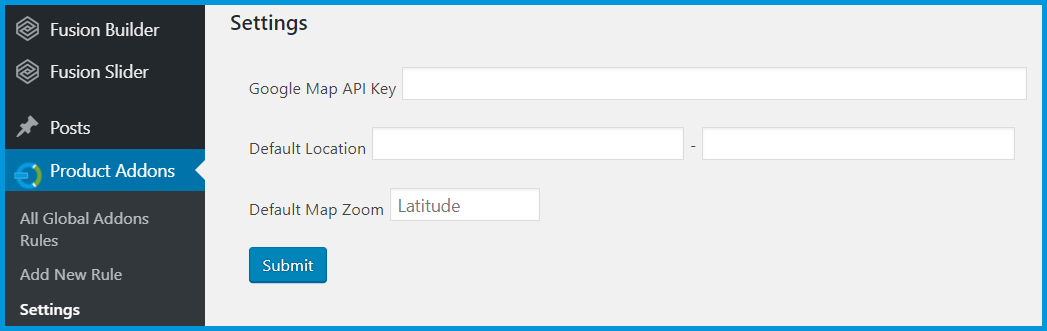 Fusion Builder
Fusion Slider
Posts
Product Addons
All Global Addons
Rules
Add New Rule
Settings
Settings
Google Map API Key
Default Location -
Default Map Zoom Latitude
Submit